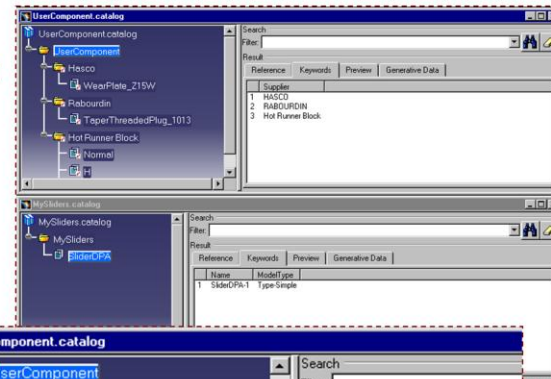 UserComponent.catalog
UserComponent.catalog
UserComponent
Hasco
WearPlate_Z15W
Rabourdin
TaperThreadedPlug_1013
Hot Runner Block
Normal
H
Search
Filter:
Result
Reference Keywords Preview Generative Data
Supplier
1 HASCO
2 RABOURDIN
3 Hot Runner Block
MySliders.catalog
MySliders.catalog
MySliders
SliderDPA
Search
Filter:
Result
Reference Keywords Preview Generative Data
Name ModelType
1 SliderDPA-1 Type-Simple
mponent.catalog
serComponent
Search